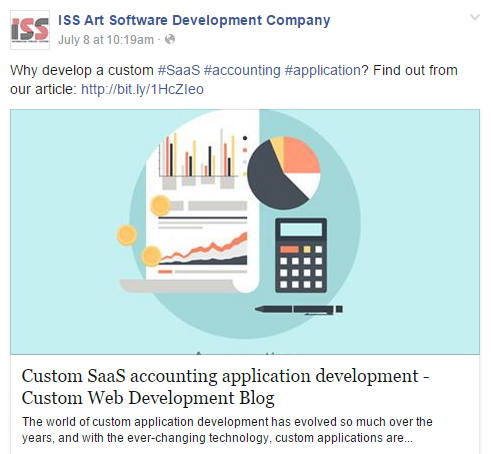 ISS
ISS Art Software Development Company
July 8 at 10:19am ·
Why develop a custom #SaaS #accounting #application? Find out from
our article: http://bit.ly/1HcZIeo
Custom SaaS accounting application development -
Custom Web Development Blog
The world of custom application development has evolved so much over the
years, and with the ever-changing technology, custom applications are...